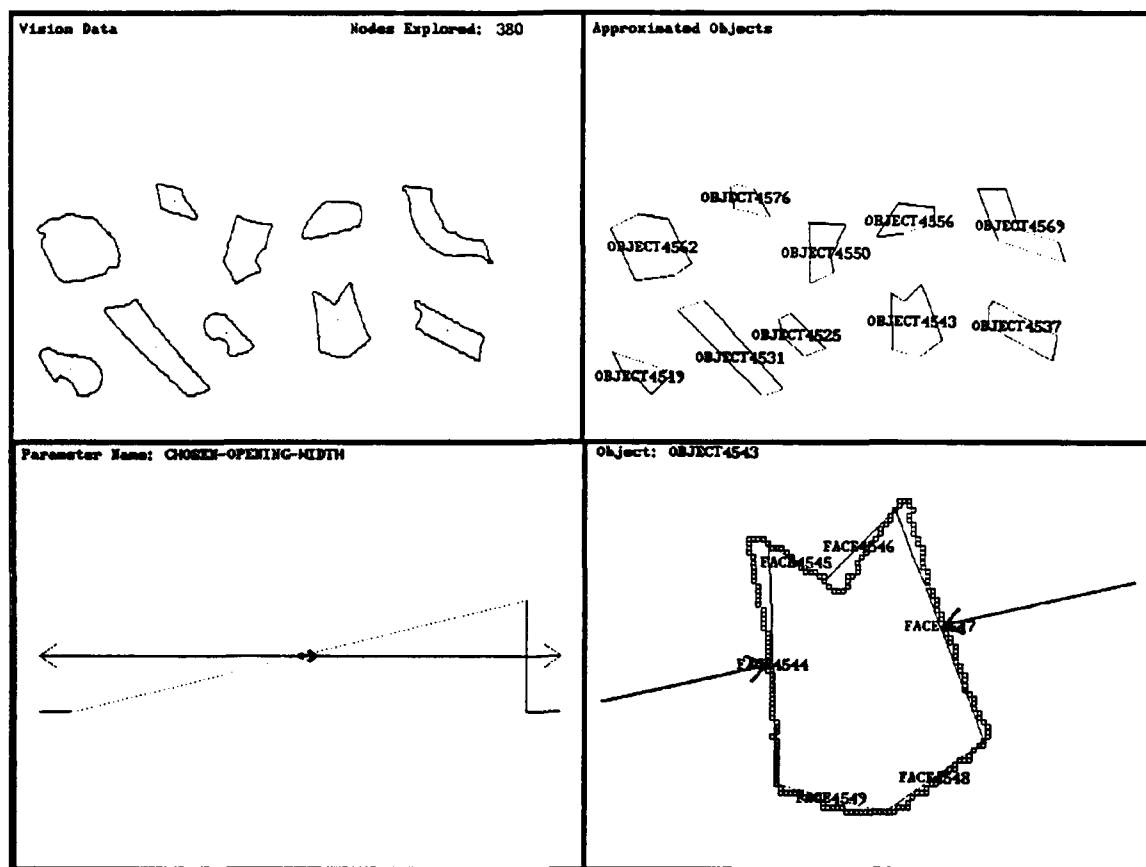 Vision Data
Nodes Explored: 380
Approximated Objects
OBJECT4576
OBJECT4556
OBJECT4569
OBJECT4562
OBJECT4550
OBJECT4543
OBJECT4537
OBJECT4525
OBJECT4531
OBJECT4519
Parameter Name: CHOSEN-OPENING-WIDTH
Object: OBJECT4543
FACE4546
FACE4545
FACE4547
FACE4544
FACE4548
FACE4549